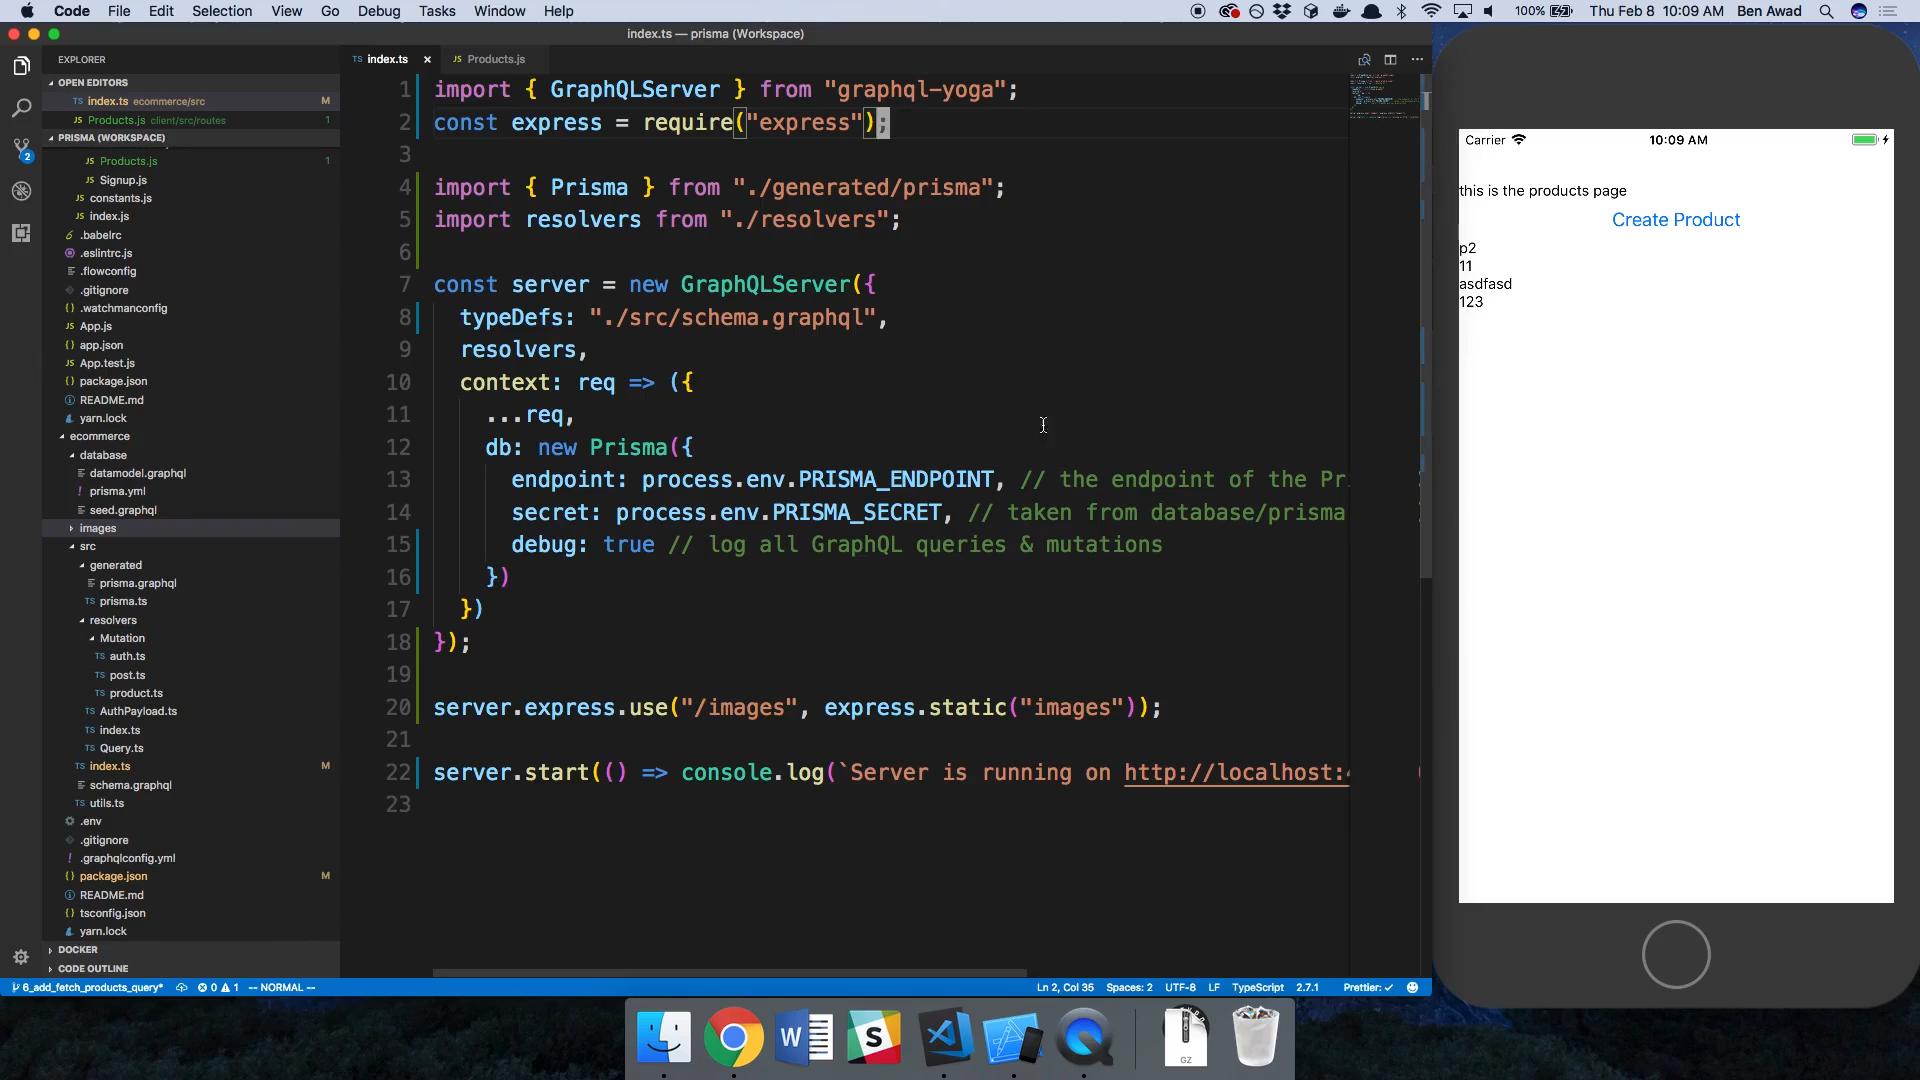 Code File Edit Selection View Go Debug Tasks Window Help 100% Thu Feb 8 10:09 AM Ben Awad
index.ts — prisma (Workspace)
EXPLORER
OPEN EDITORS
index.ts ecommerce/src M
Products.js client/src/routes 1
PRISMA (WORKSPACE)
JS Products.js 1
JS Signup.js
JS constants.js
JS index.js
.babelrc
.eslintrc.js
.flowconfig
.gitignore
.watchmanconfig
JS App.js
{} app.json
JS App.test.js
{} package.json
README.md
yarn.lock
ecommerce
database
datamodel.graphql
! prisma.yml
seed.graphql
images
src
generated
prisma.graphql
TS prisma.ts
resolvers
Mutation
TS auth.ts
TS post.ts
TS product.ts
TS AuthPayload.ts
TS index.ts
TS Query.ts
TS index.ts M
schema.graphql
TS utils.ts
.env
.gitignore
! .graphqlconfig.yml
{} package.json M
README.md
{} tsconfig.json
yarn.lock
DOCKER
CODE OUTLINE
2
TS index.ts × JS Products.js
1 import { GraphQLServer } from "graphql-yoga";
2 const express = require("express");
3
4 import { Prisma } from "./generated/prisma";
5 import resolvers from "./resolvers";
6
7 const server = new GraphQLServer({
8 typeDefs: "./src/schema.graphql",
9 resolvers,
10 context: req => ({
11 ...req,
12 db: new Prisma({
13 endpoint: process.env.PRISMA_ENDPOINT, // the endpoint of the Pr
14 secret: process.env.PRISMA_SECRET, // taken from database/prisma
15 debug: true // log all GraphQL queries & mutations
16 })
17 })
18 });
19
20 server.express.use("/images", express.static("images"));
21
22 server.start(() => console.log(`Server is running on http://localhost:
23
6_add_fetch_products_query* 0 1 -- NORMAL -- Ln 2, Col 35 Spaces: 2 UTF-8 LF TypeScript 2.7.1 Prettier: ✓
Carrier 10:09 AM
this is the products page
Create Product
p2
11
asdfasd
123
W
S
GZ